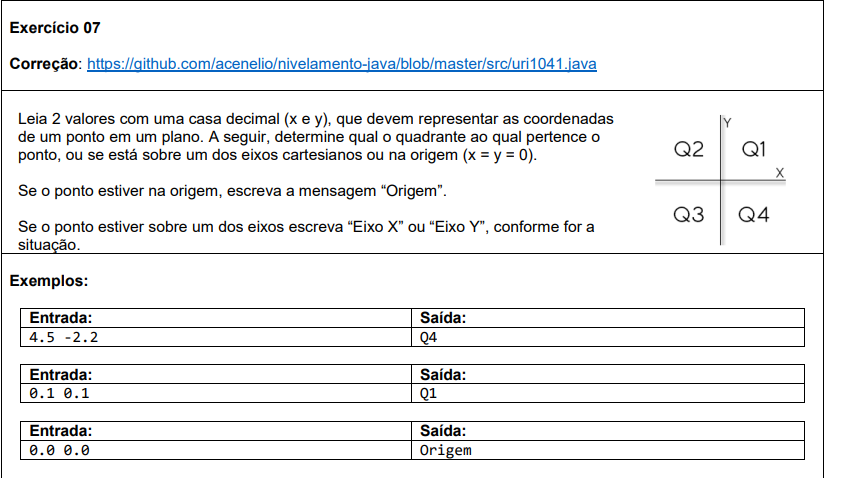 Exercício 07
Correção: https://github.com/acenelio/nivelamento-java/blob/master/src/uri1041.java
Leia 2 valores com uma casa decimal (x e y), que devem representar as coordenadas
de um ponto em um plano. A seguir, determine qual o quadrante ao qual pertence o
ponto, ou se está sobre um dos eixos cartesianos ou na origem (x = y = 0).
Se o ponto estiver na origem, escreva a mensagem “Origem”.
Se o ponto estiver sobre um dos eixos escreva “Eixo X” ou “Eixo Y”, conforme for a
situação.
Y
Q2 Q1
X
Q3 Q4
Exemplos:
Entrada: Saída:
4.5 -2.2 Q4
Entrada: Saída:
0.1 0.1 Q1
Entrada: Saída:
0.0 0.0 Origem